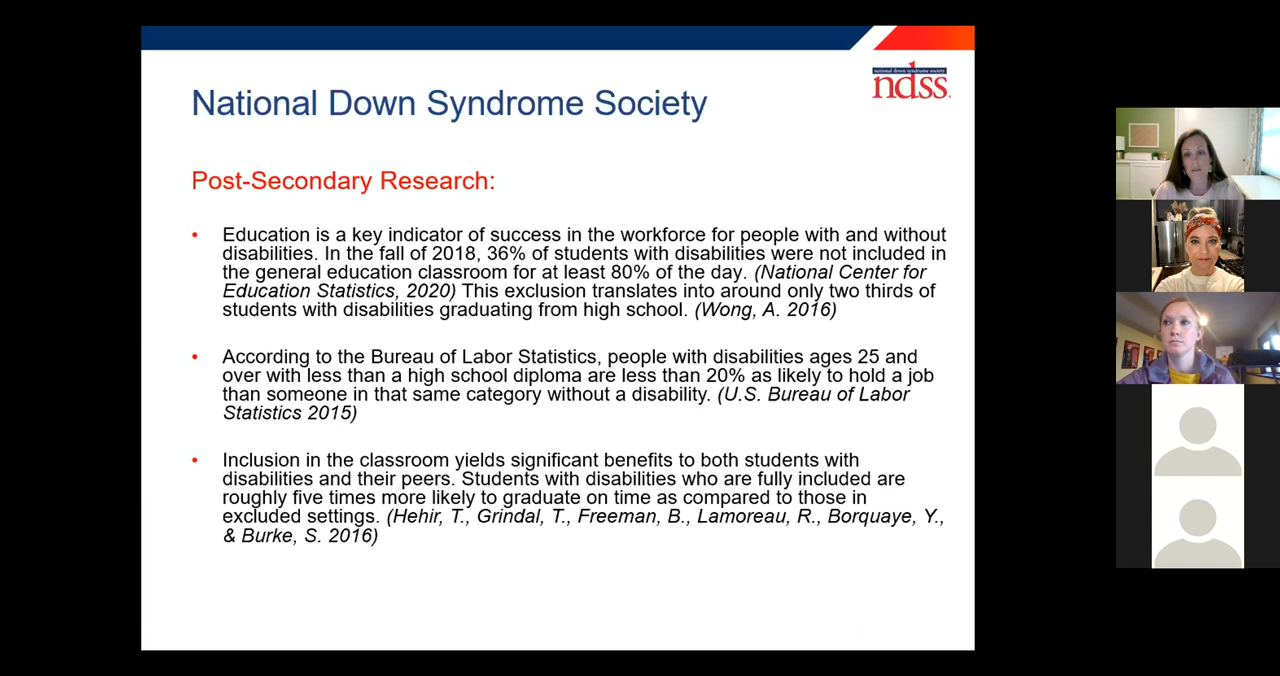 national down syndrome society
ndss.
National Down Syndrome Society
Post-Secondary Research:
• Education is a key indicator of success in the workforce for people with and without
disabilities. In the fall of 2018, 36% of students with disabilities were not included in
the general education classroom for at least 80% of the day. (National Center for
Education Statistics, 2020) This exclusion translates into around only two thirds of
students with disabilities graduating from high school. (Wong, A. 2016)
• According to the Bureau of Labor Statistics, people with disabilities ages 25 and
over with less than a high school diploma are less than 20% as likely to hold a job
than someone in that same category without a disability. (U.S. Bureau of Labor
Statistics 2015)
• Inclusion in the classroom yields significant benefits to both students with
disabilities and their peers. Students with disabilities who are fully included are
roughly five times more likely to graduate on time as compared to those in
excluded settings. (Hehir, T., Grindal, T., Freeman, B., Lamoreau, R., Borquaye, Y.,
& Burke, S. 2016)